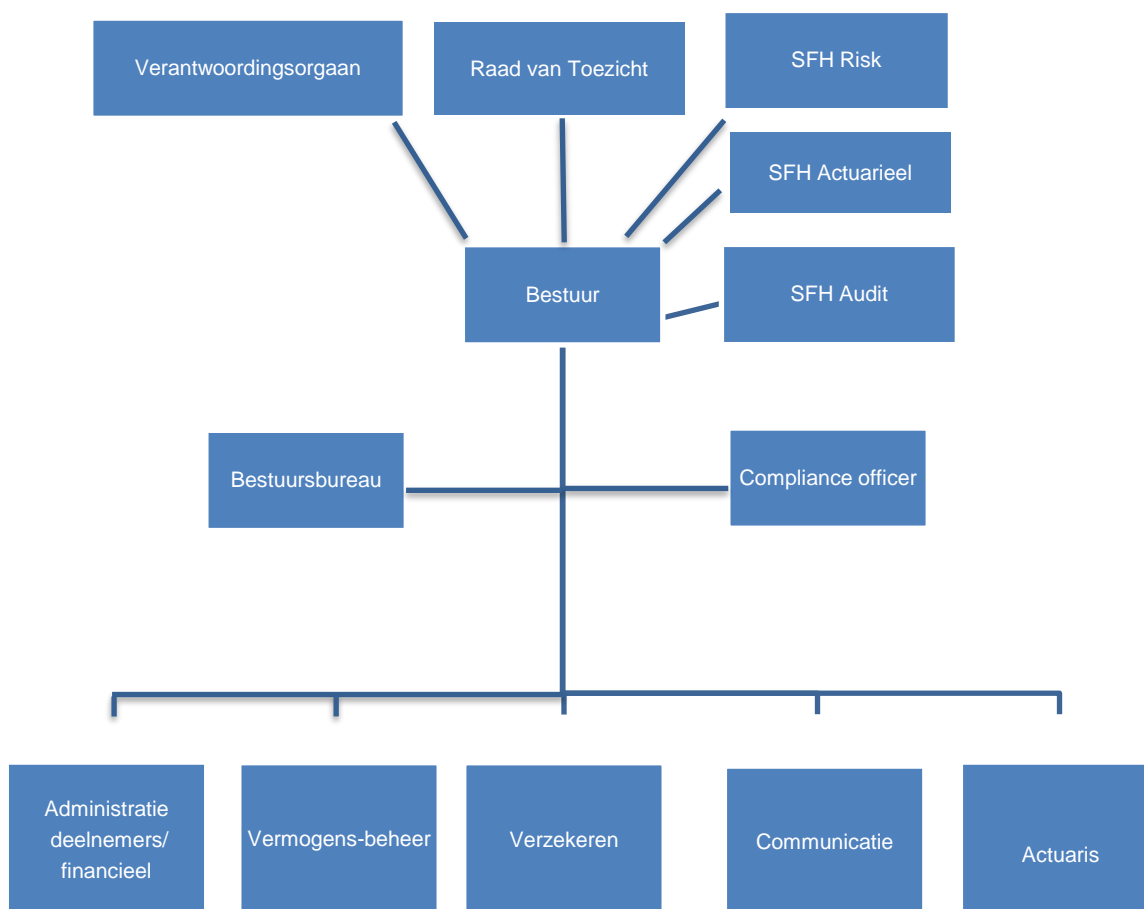 Verantwoordingsorgaan
Raad van Toezicht
SFH Risk
SFH Actuarieel
Bestuur
SFH Audit
Bestuursbureau
Compliance officer
Administratie
deelnemers/
financieel
Vermogens-beheer
Verzekeren
Communicatie
Actuaris